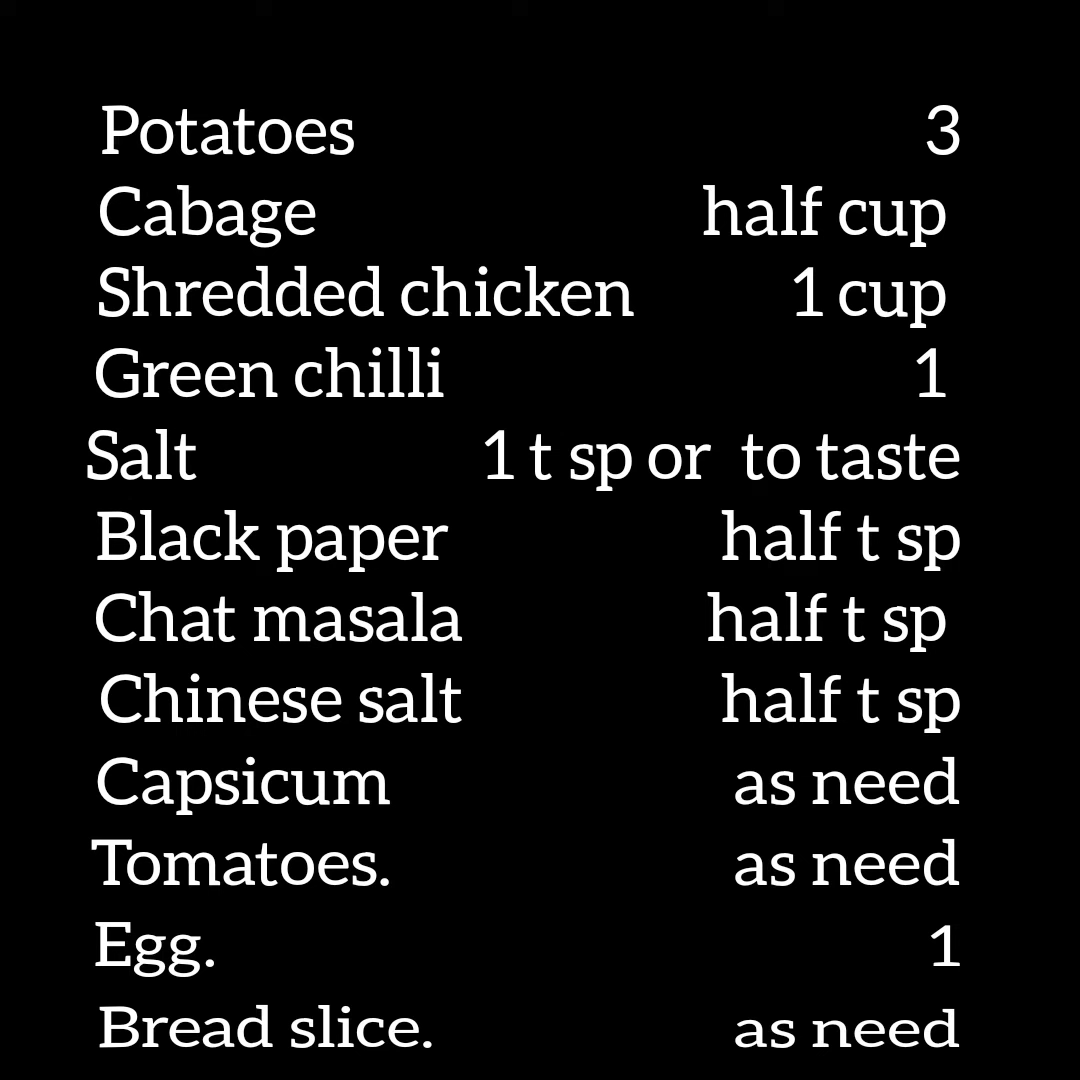 Potatoes 3
Cabage half cup
Shredded chicken 1 cup
Green chilli 1
Salt 1 t sp or to taste
Black paper half t sp
Chat masala half t sp
Chinese salt half t sp
Capsicum as need
Tomatoes. as need
Egg. 1
Bread slice. as need